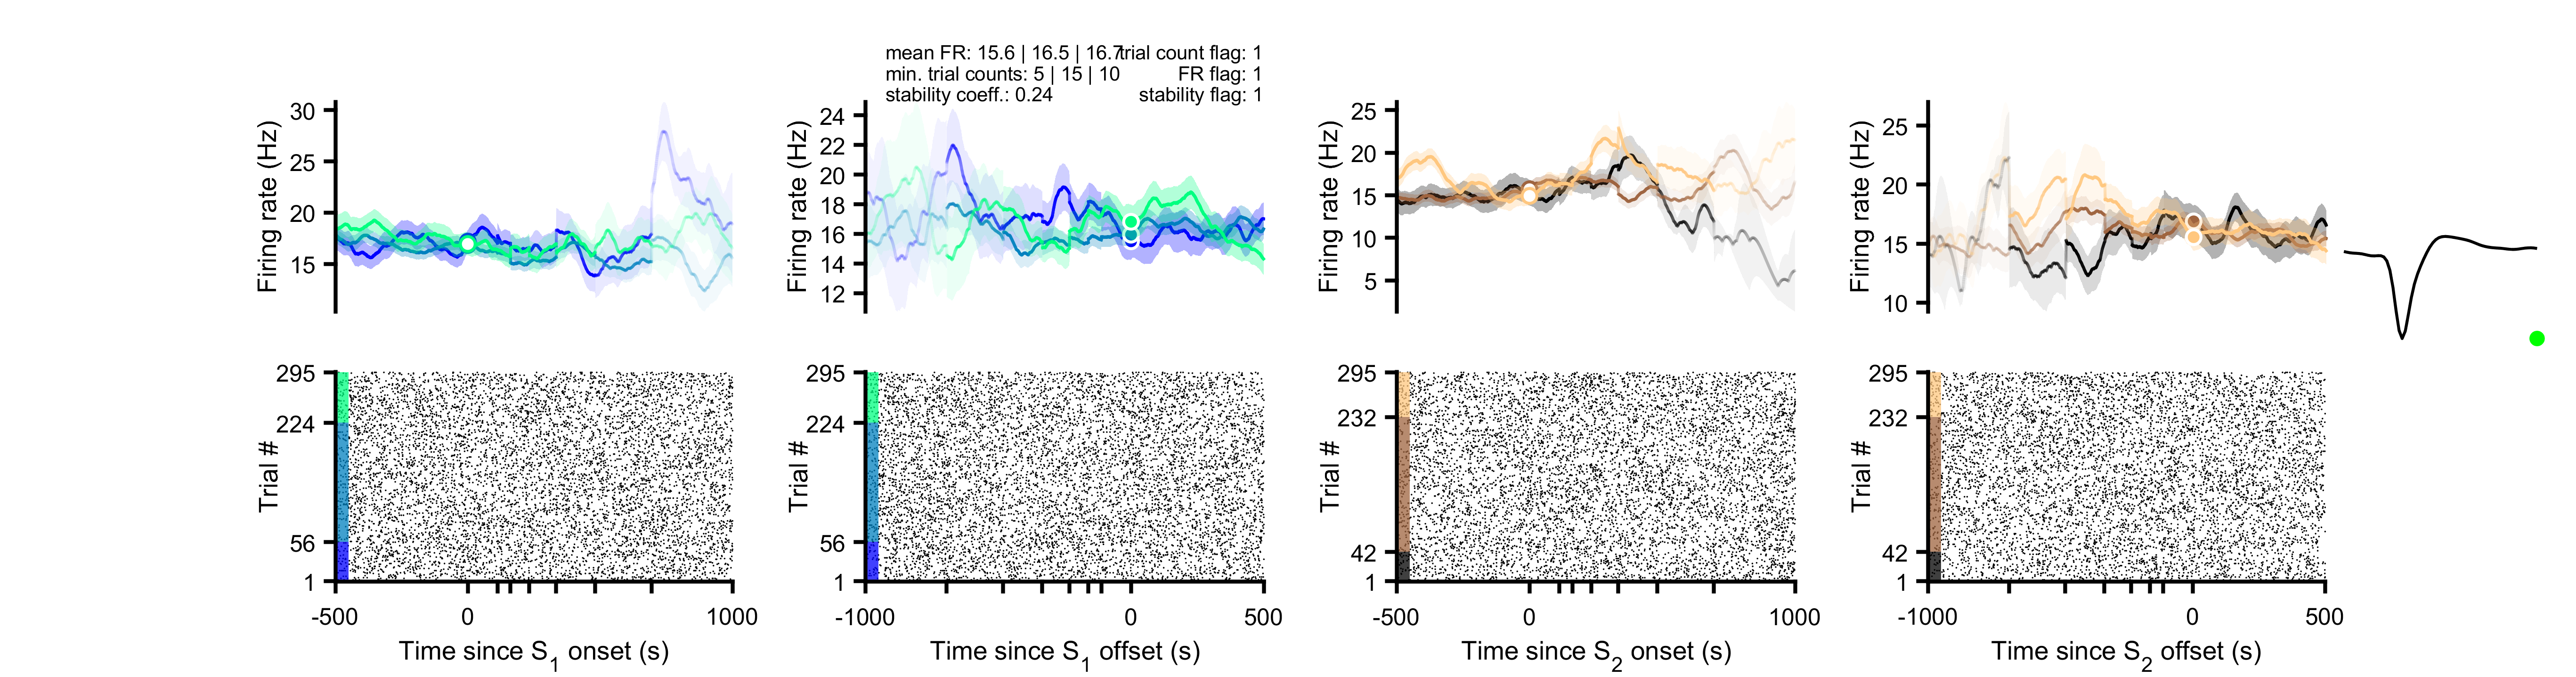 mean FR: 15.6 | 16.5 | 16.7
trial count flag: 1
min. trial counts: 5 | 15 | 10
FR flag: 1
stability coeff.: 0.24
stability flag: 1
Firing rate (Hz)
30
25
20
15
Firing rate (Hz)
24
22
20
18
16
14
12
Firing rate (Hz)
25
20
15
10
5
Firing rate (Hz)
25
20
15
10
Trial #
295
224
56
1
-500
0
1000
Time since S1 onset (s)
Trial #
295
224
56
1
-1000
0
500
Time since S1 offset (s)
Trial #
295
232
42
1
-500
0
1000
Time since S2 onset (s)
Trial #
295
232
42
1
-1000
0
500
Time since S2 offset (s)